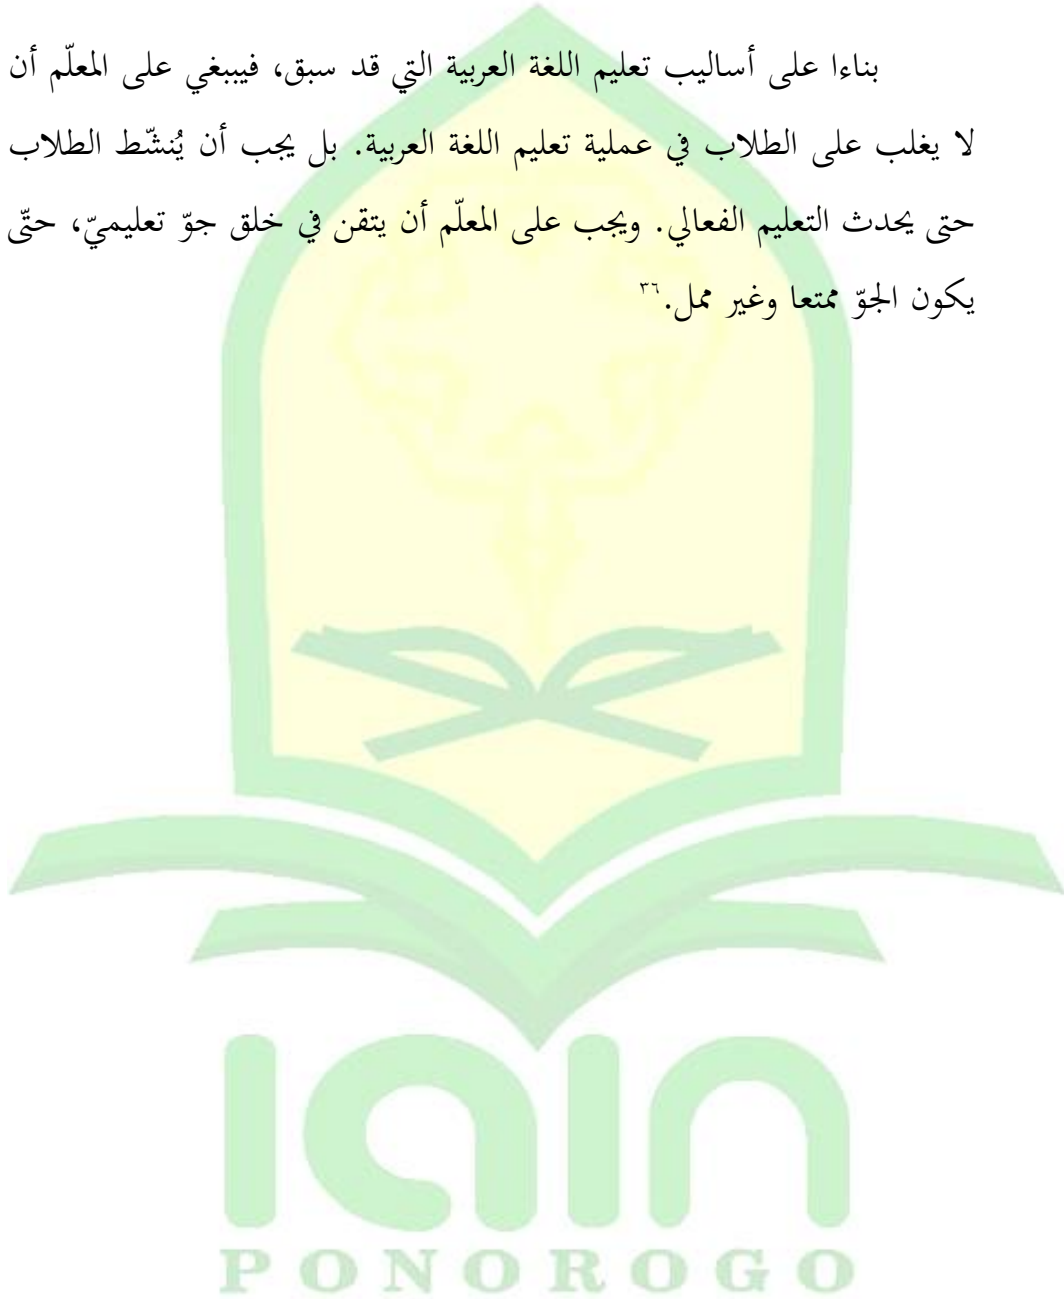 بناءا على أساليب تعليم اللغة العربية التي قد سبق، فيبغي على المعلّم أن
لا يغلب على الطلاب في عملية تعليم اللغة العربية. بل يجب أن يُنشّط الطلاب
حتى يحدث التعليم الفعالي. ويجب على المعلّم أن يتقن في خلق جوّ تعليميّ، حتّى
يكون الجوّ ممتعا وغير ممل.٣٦
iain
PONOROGO